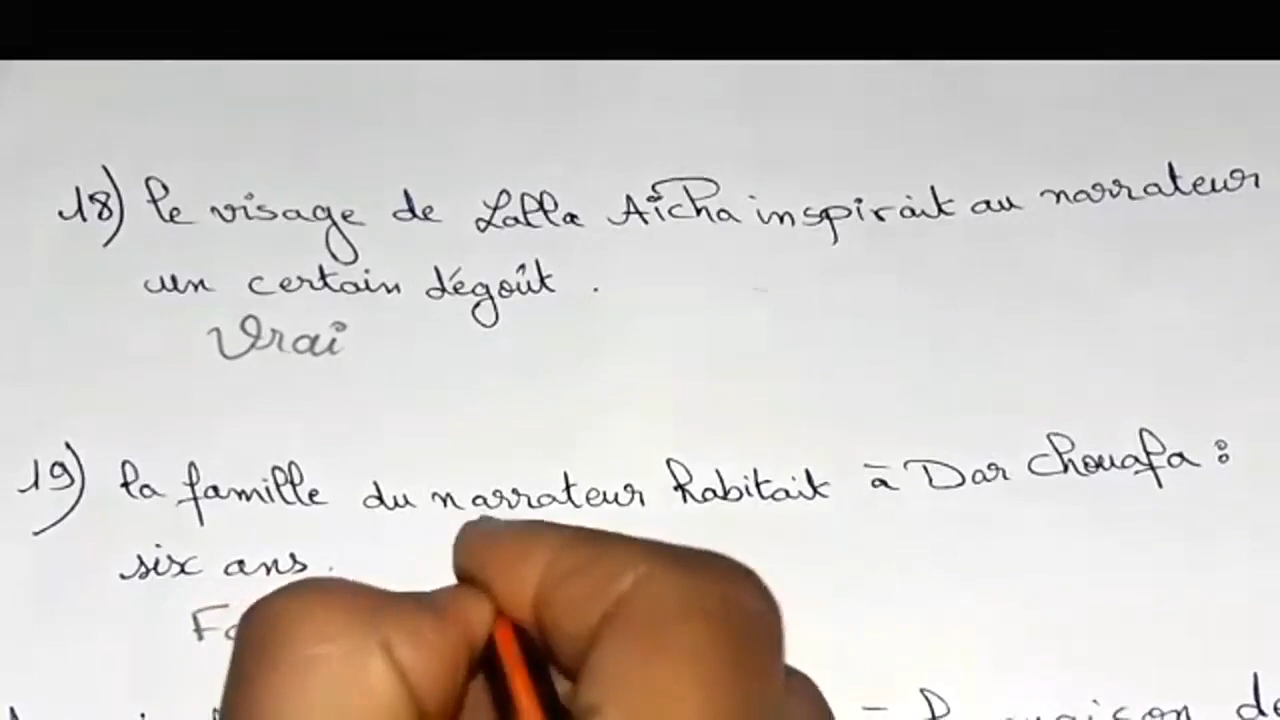 18) le visage de Lalla Aîcha inspirait au narrateur
un certain dégoût .
Vrai
19) la famille du narrateur habitait à Dar chouafa :
six ans.